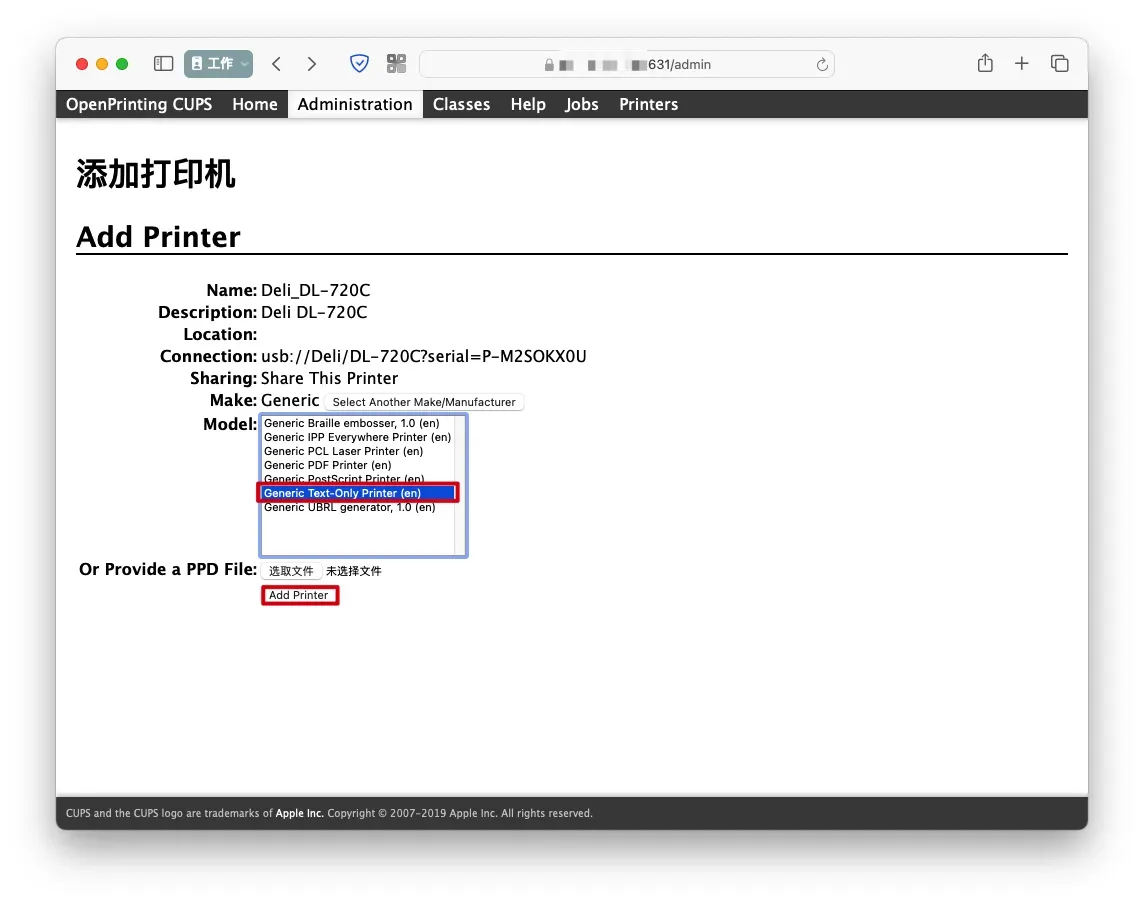 工作
631/admin
OpenPrinting CUPS Home Administration Classes Help Jobs Printers
添加打印机
Add Printer
Name: Deli_DL-720C
Description: Deli DL-720C
Location:
Connection: usb://Deli/DL-720C?serial=P-M2SOKX0U
Sharing: Share This Printer
Make: Generic Select Another Make/Manufacturer
Model:
Generic Braille embosser, 1.0 (en)
Generic IPP Everywhere Printer (en)
Generic PCL Laser Printer (en)
Generic PDF Printer (en)
Generic PostScript Printer (en)
Generic Text-Only Printer (en)
Generic UBRL generator, 1.0 (en)
Or Provide a PPD File: 选取文件 未选择文件
Add Printer
CUPS and the CUPS logo are trademarks of Apple Inc. Copyright © 2007-2019 Apple Inc. All rights reserved.